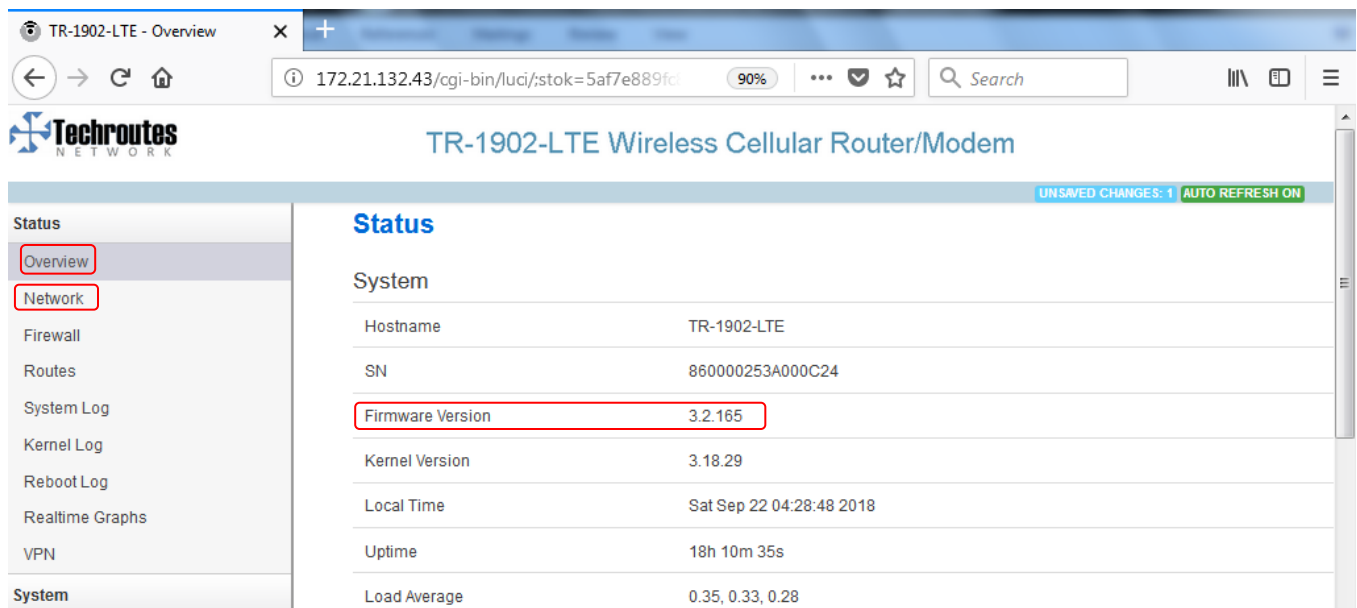 TR-1902-LTE - Overview
172.21.132.43/cgi-bin/luci/;stok=5af7e889fc 90% Search
Techroutes
NETWORK
TR-1902-LTE Wireless Cellular Router/Modem
UNSAVED CHANGES: 1 AUTO REFRESH ON
Status
Overview
Network
Firewall
Routes
System Log
Kernel Log
Reboot Log
Realtime Graphs
VPN
System
Status
System
Hostname TR-1902-LTE
SN 860000253A000C24
Firmware Version 3.2.165
Kernel Version 3.18.29
Local Time Sat Sep 22 04:28:48 2018
Uptime 18h 10m 35s
Load Average 0.35, 0.33, 0.28